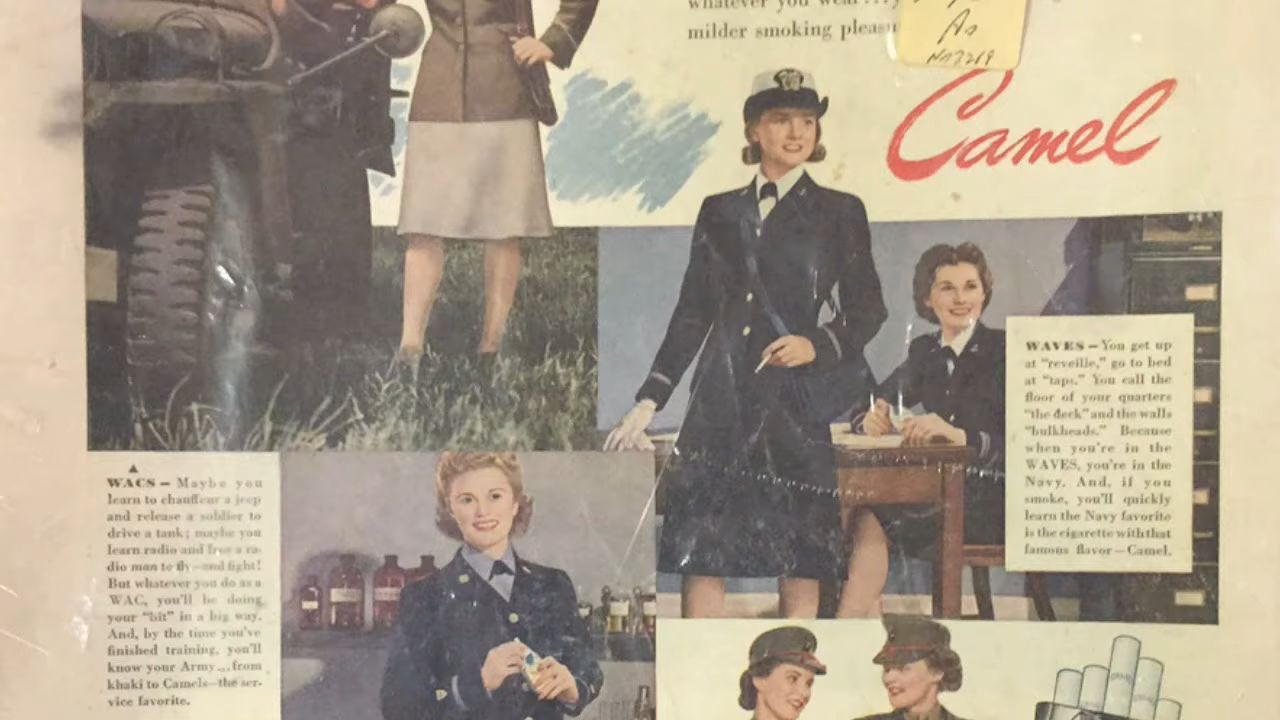 whatever you wear...
milder smoking pleasu
No
Camel
WAVES—You get up
at "reveille," go to bed
at "taps." You call the
floor of your quarters
"the deck" and the walls
"bulkheads." Because
when you're in the
WAVES, you're in the
Navy. And, if you
smoke, you'll quickly
learn the Navy favorite
is the cigarette with that
famous flavor—Camel.
WACS—Maybe you
learn to chauffeur a jeep
and release a soldier to
drive a tank; maybe you
learn radio and free a ra-
dio man to fly—and fight!
But whatever you do as a
WAC, you'll be doing
your "bit" in a big way.
And, by the time you've
finished training, you'll
know your Army...from
khaki to Camels—the ser-
vice favorite.